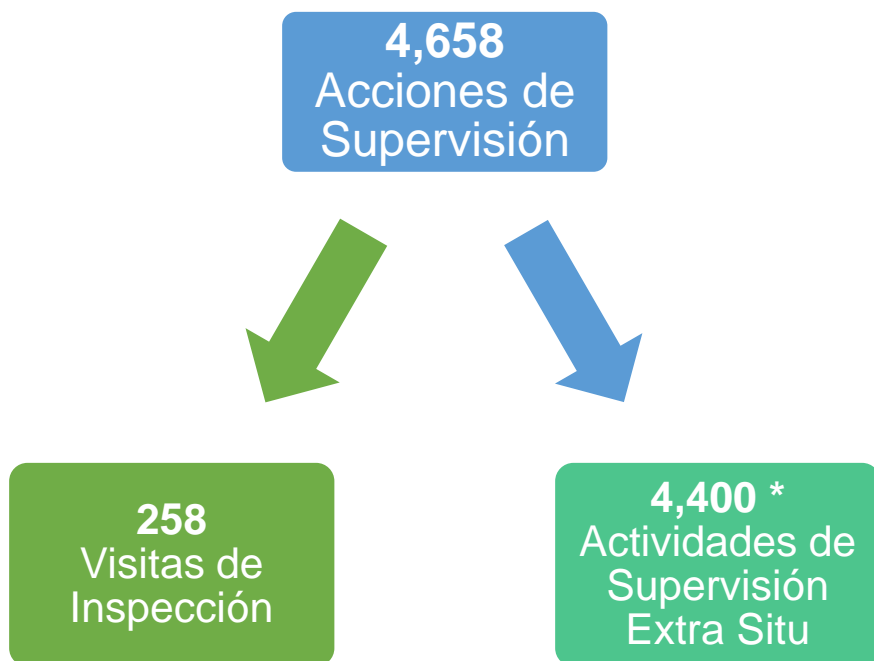 4,658
Acciones de
Supervisión
258
Visitas de
Inspección
4,400 *
Actividades de
Supervisión
Extra Situ